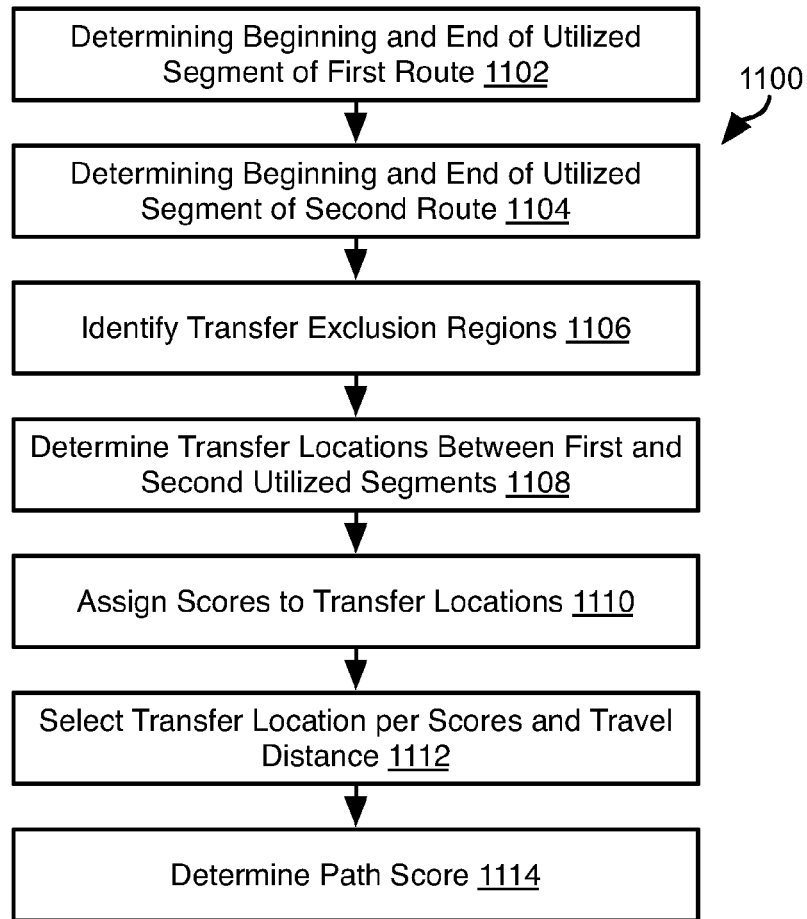 Determining Beginning and End of Utilized
Segment of First Route 1102
1100
Determining Beginning and End of Utilized
Segment of Second Route 1104
Identify Transfer Exclusion Regions 1106
Determine Transfer Locations Between First and
Second Utilized Segments 1108
Assign Scores to Transfer Locations 1110
Select Transfer Location per Scores and Travel
Distance 1112
Determine Path Score 1114